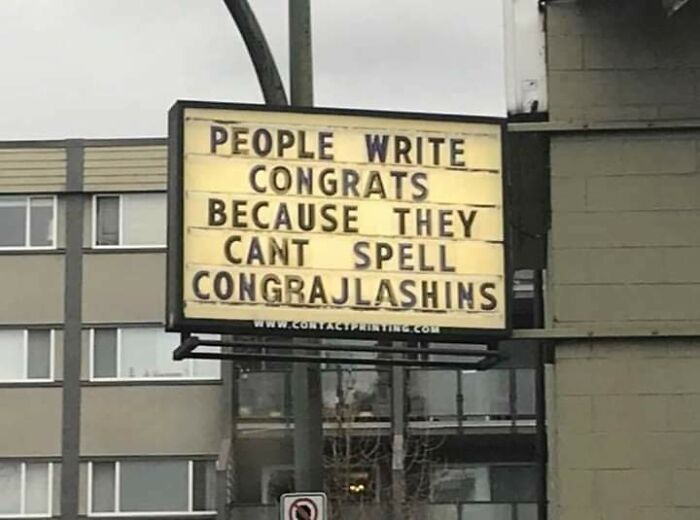 PEOPLE WRITE
CONGRATS
BECAUSE THEY
CANT SPELL
CONGRAJLASHINS
WWW.CONTACTPRINTING.COM